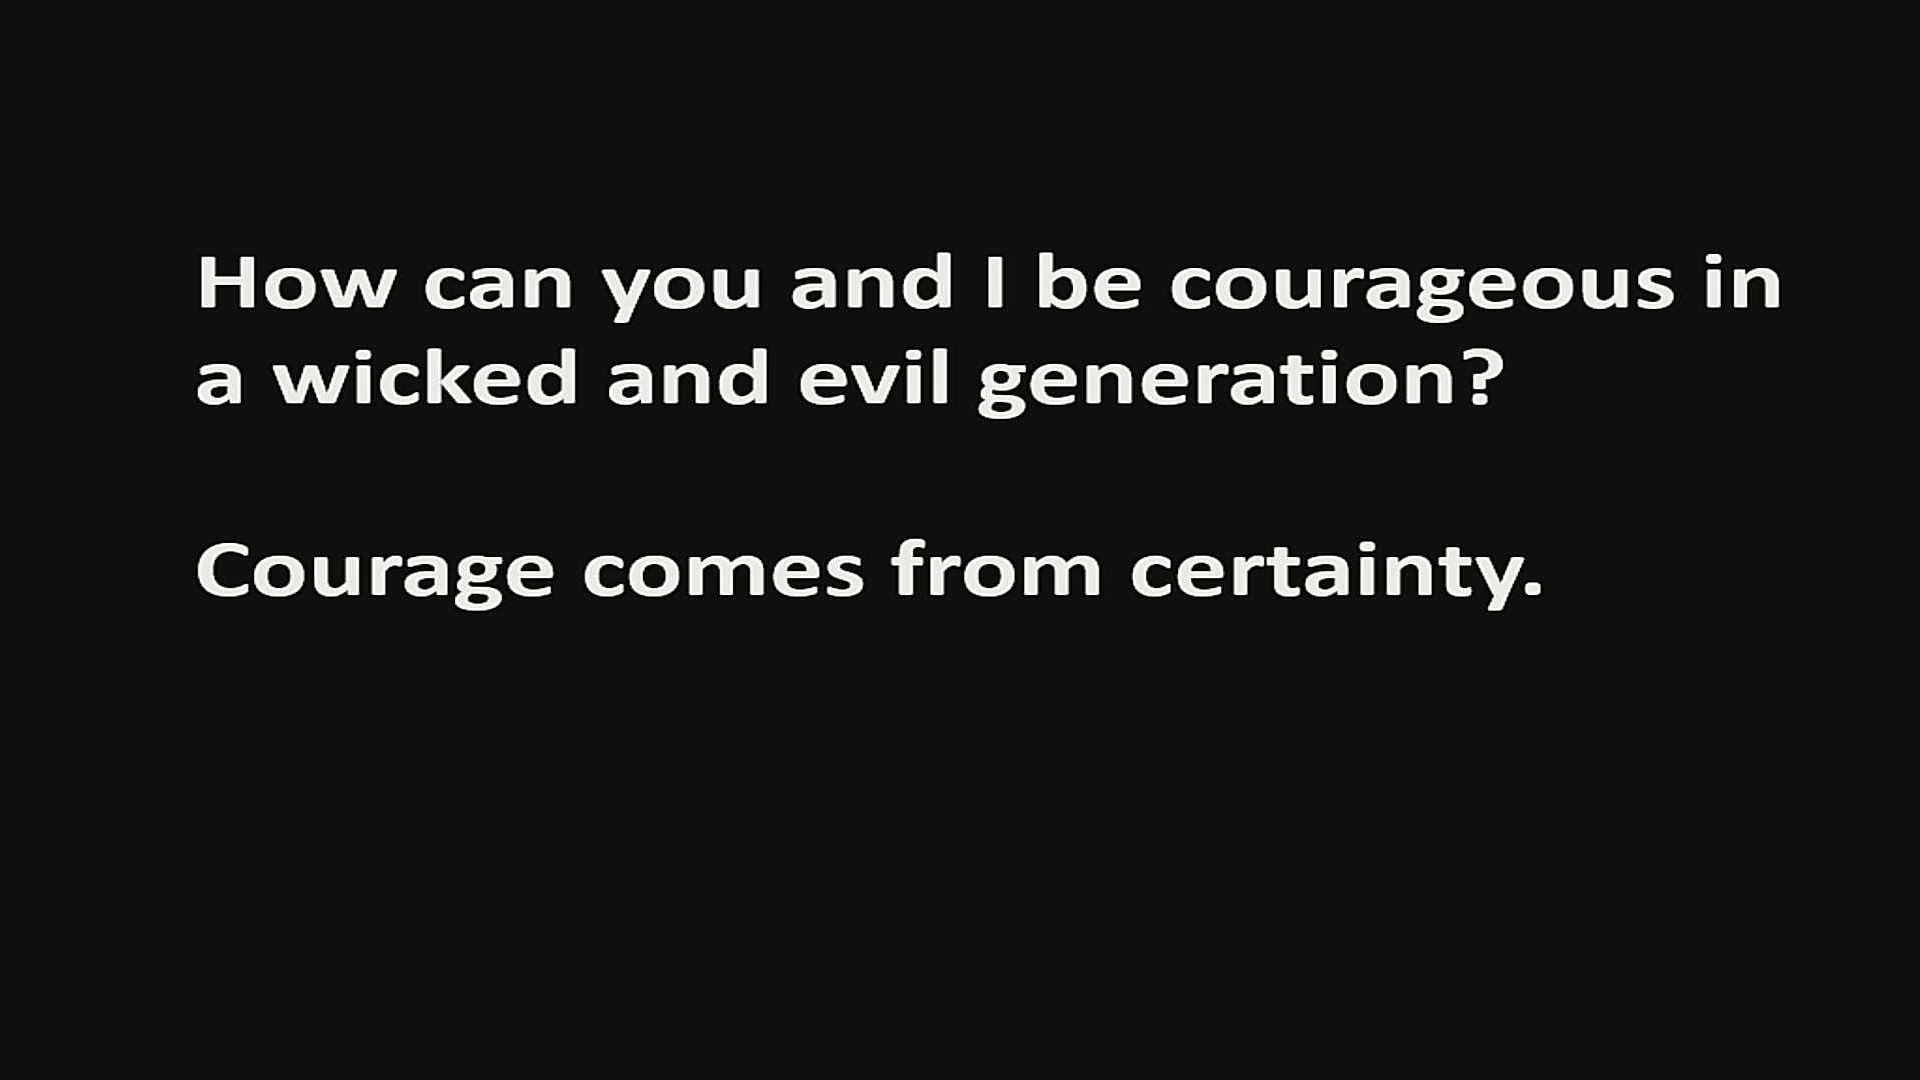 How can you and I be courageous in
a wicked and evil generation?
Courage comes from certainty.